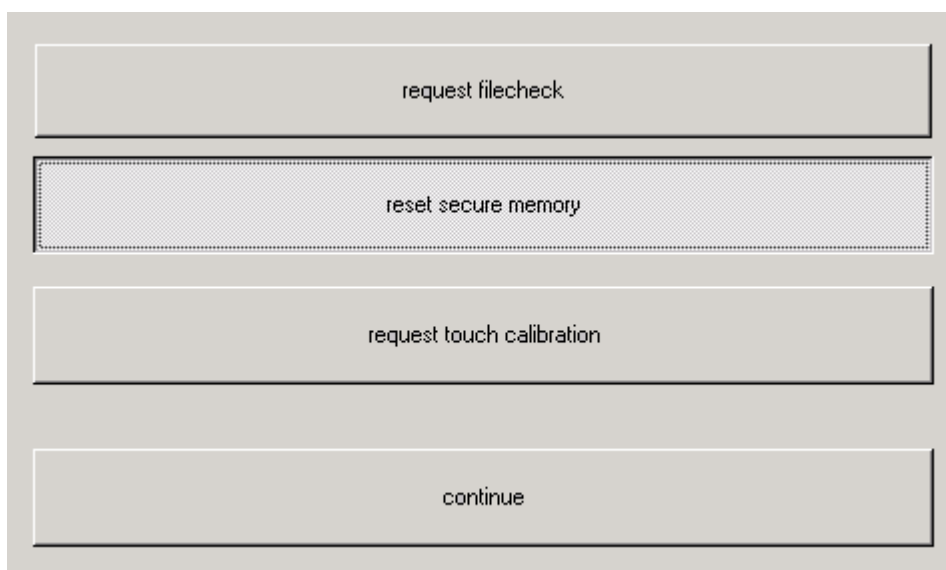 request filecheck
reset secure memory
request touch calibration
continue